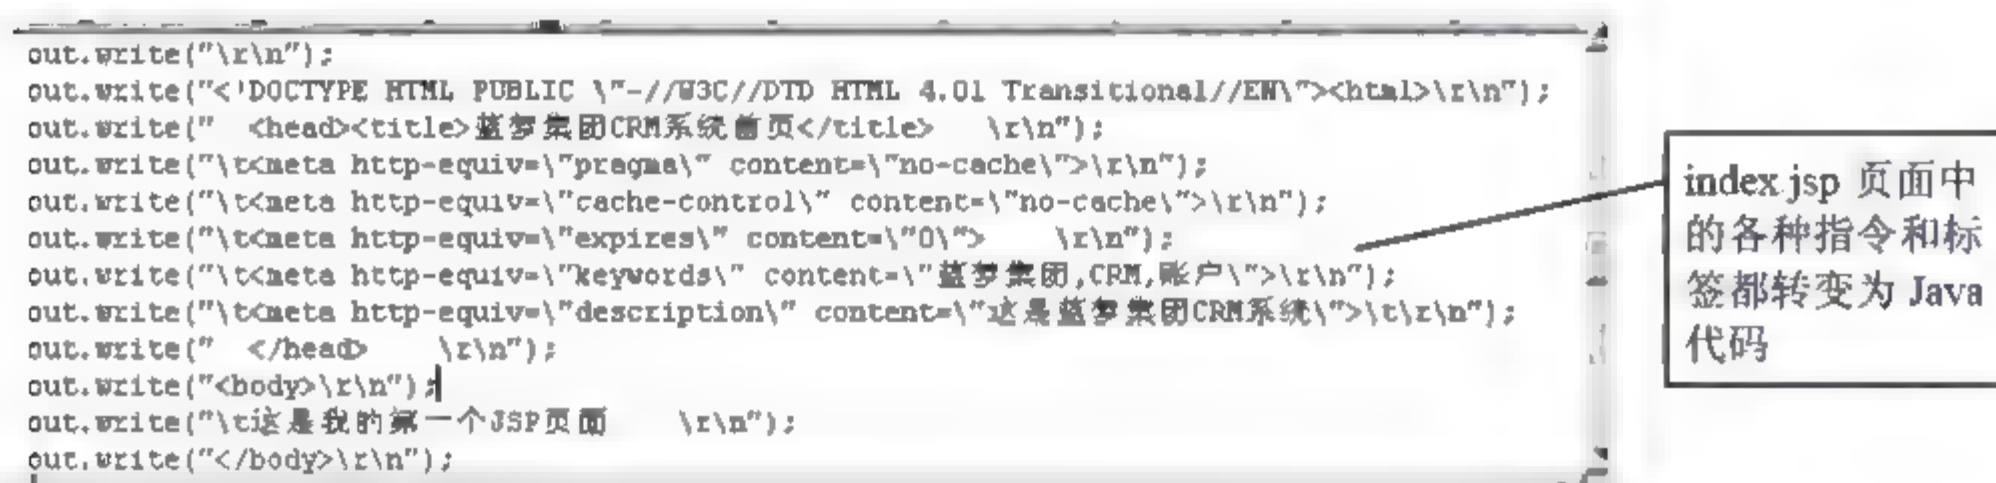 out.write("\r\n");
out.write("<!DOCTYPE HTML PUBLIC \"-//W3C//DTD HTML 4.01 Transitional//EN\"><html>\r\n");
out.write("  <head><title>蓝梦集团CRM系统首页</title>   \r\n");
out.write("\t<meta http-equiv=\"pragma\" content=\"no-cache\">\r\n");
out.write("\t<meta http-equiv=\"cache-control\" content=\"no-cache\">\r\n");
out.write("\t<meta http-equiv=\"expires\" content=\"0\">    \r\n");
out.write("\t<meta http-equiv=\"keywords\" content=\"蓝梦集团,CRM,账户\">\r\n");
out.write("\t<meta http-equiv=\"description\" content=\"这是蓝梦集团CRM系统\">\t\r\n");
out.write("  </head>    \r\n");
out.write("<body>\r\n");
out.write("\t这是我的第一个JSP页面    \r\n");
out.write("</body>\r\n");
index.jsp 页面中
的各种指令和标
签都转变为 Java
代码